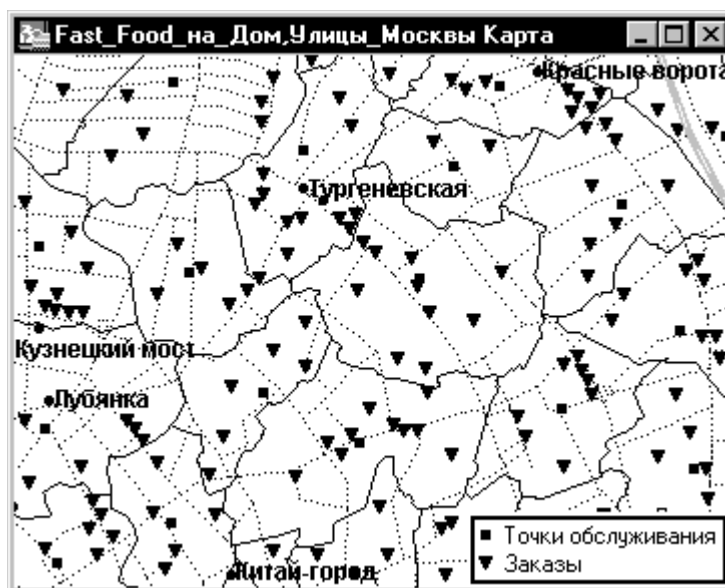 Fast_Food_на_Дом,Улицы_Москвы Карта
Красные ворота
Тургеневская
Кузнецкий мост
Лубянка
Точки обслуживания
Заказы
Китай-город